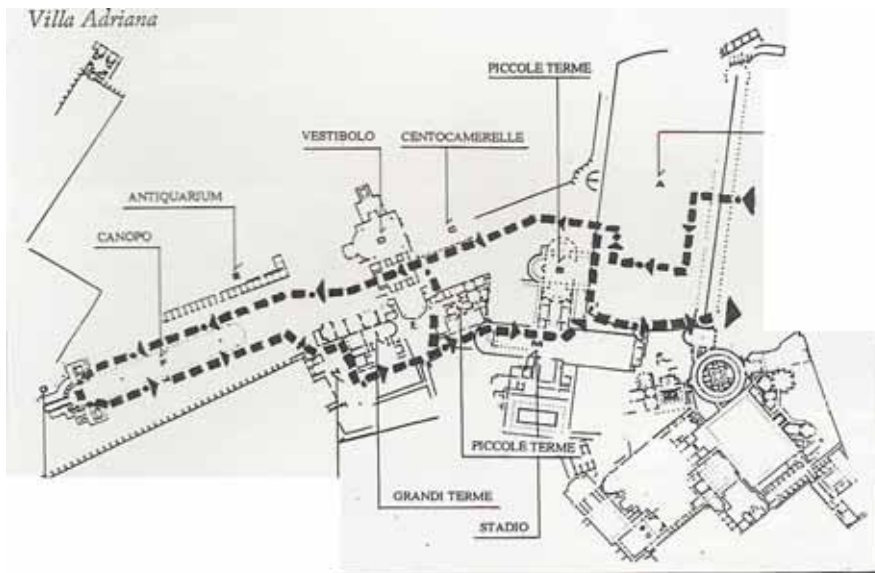 Villa Adriana
PICCOLE TERME
VESTIBOLO
CENTOCAMERELLE
A
ANTIQUARIUM
CANOPO
E
PICCOLE TERME
GRANDI TERME
STADIO